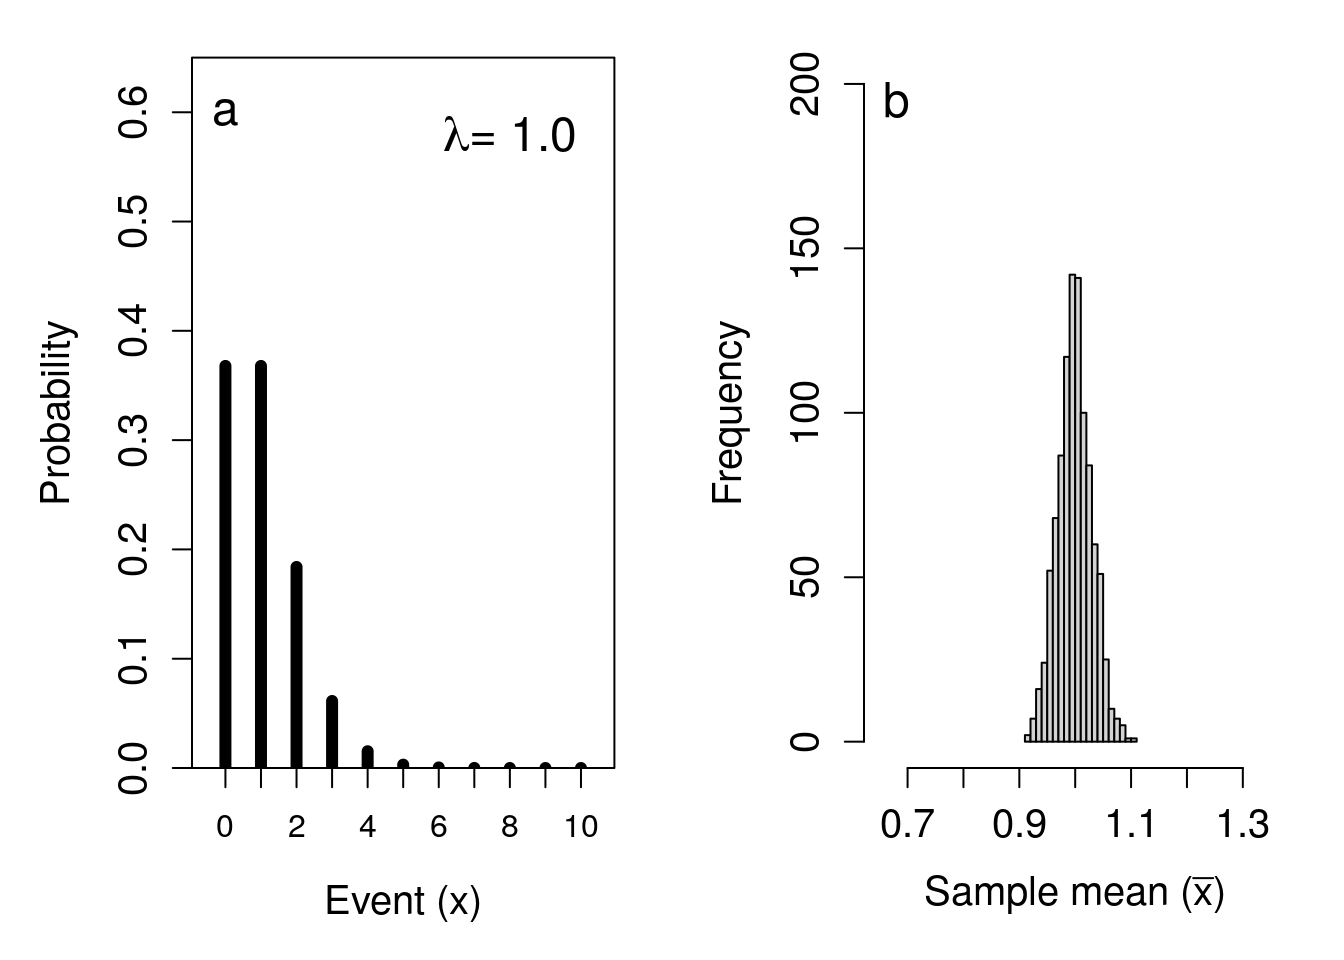 a
λ= 1.0
Probability
0.0 0.1 0.2 0.3 0.4 0.5 0.6
0 2 4 6 8 10
Event (x)
b
Frequency
0 50 100 150 200
0.7 0.9 1.1 1.3
Sample mean (x̅)